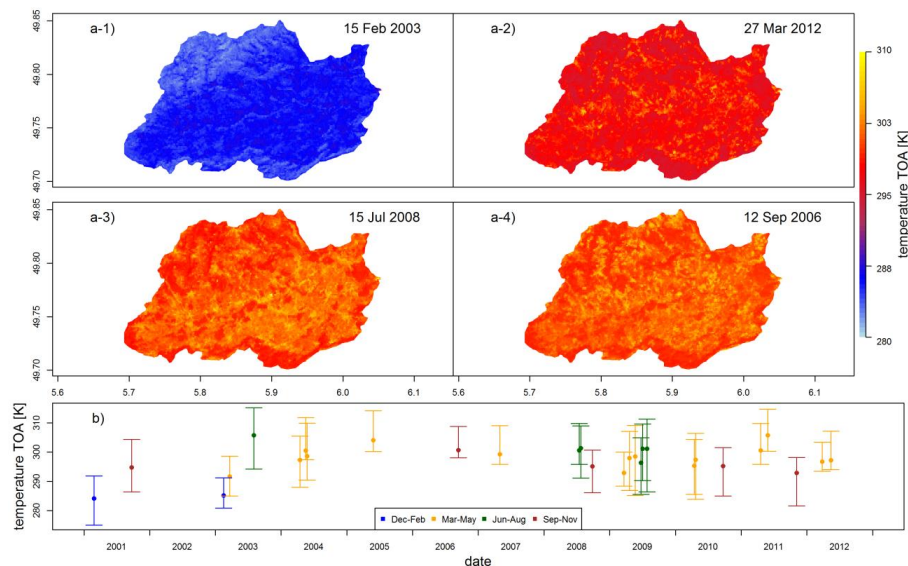 a-1) 15 Feb 2003
a-2) 27 Mar 2012
49.85
49.80
49.75
49.70
310
303
295
288
280
temperature TOA [K]
a-3) 15 Jul 2008
a-4) 12 Sep 2006
49.85
49.80
49.75
49.70
5.6 5.7 5.8 5.9 6.0 5.6 5.7 5.8 5.9 6.0 6.1
b)
temperature TOA [K]
310
300
290
280
Dec-Feb Mar-May Jun-Aug Sep-Nov
2001 2002 2003 2004 2005 2006 2007 2008 2009 2010 2011 2012
date